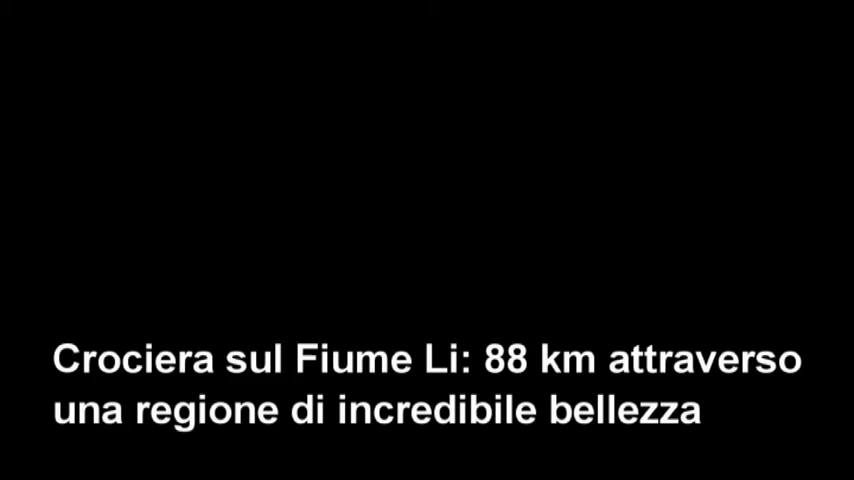 Crociera sul Fiume Li: 88 km attraverso
una regione di incredibile bellezza